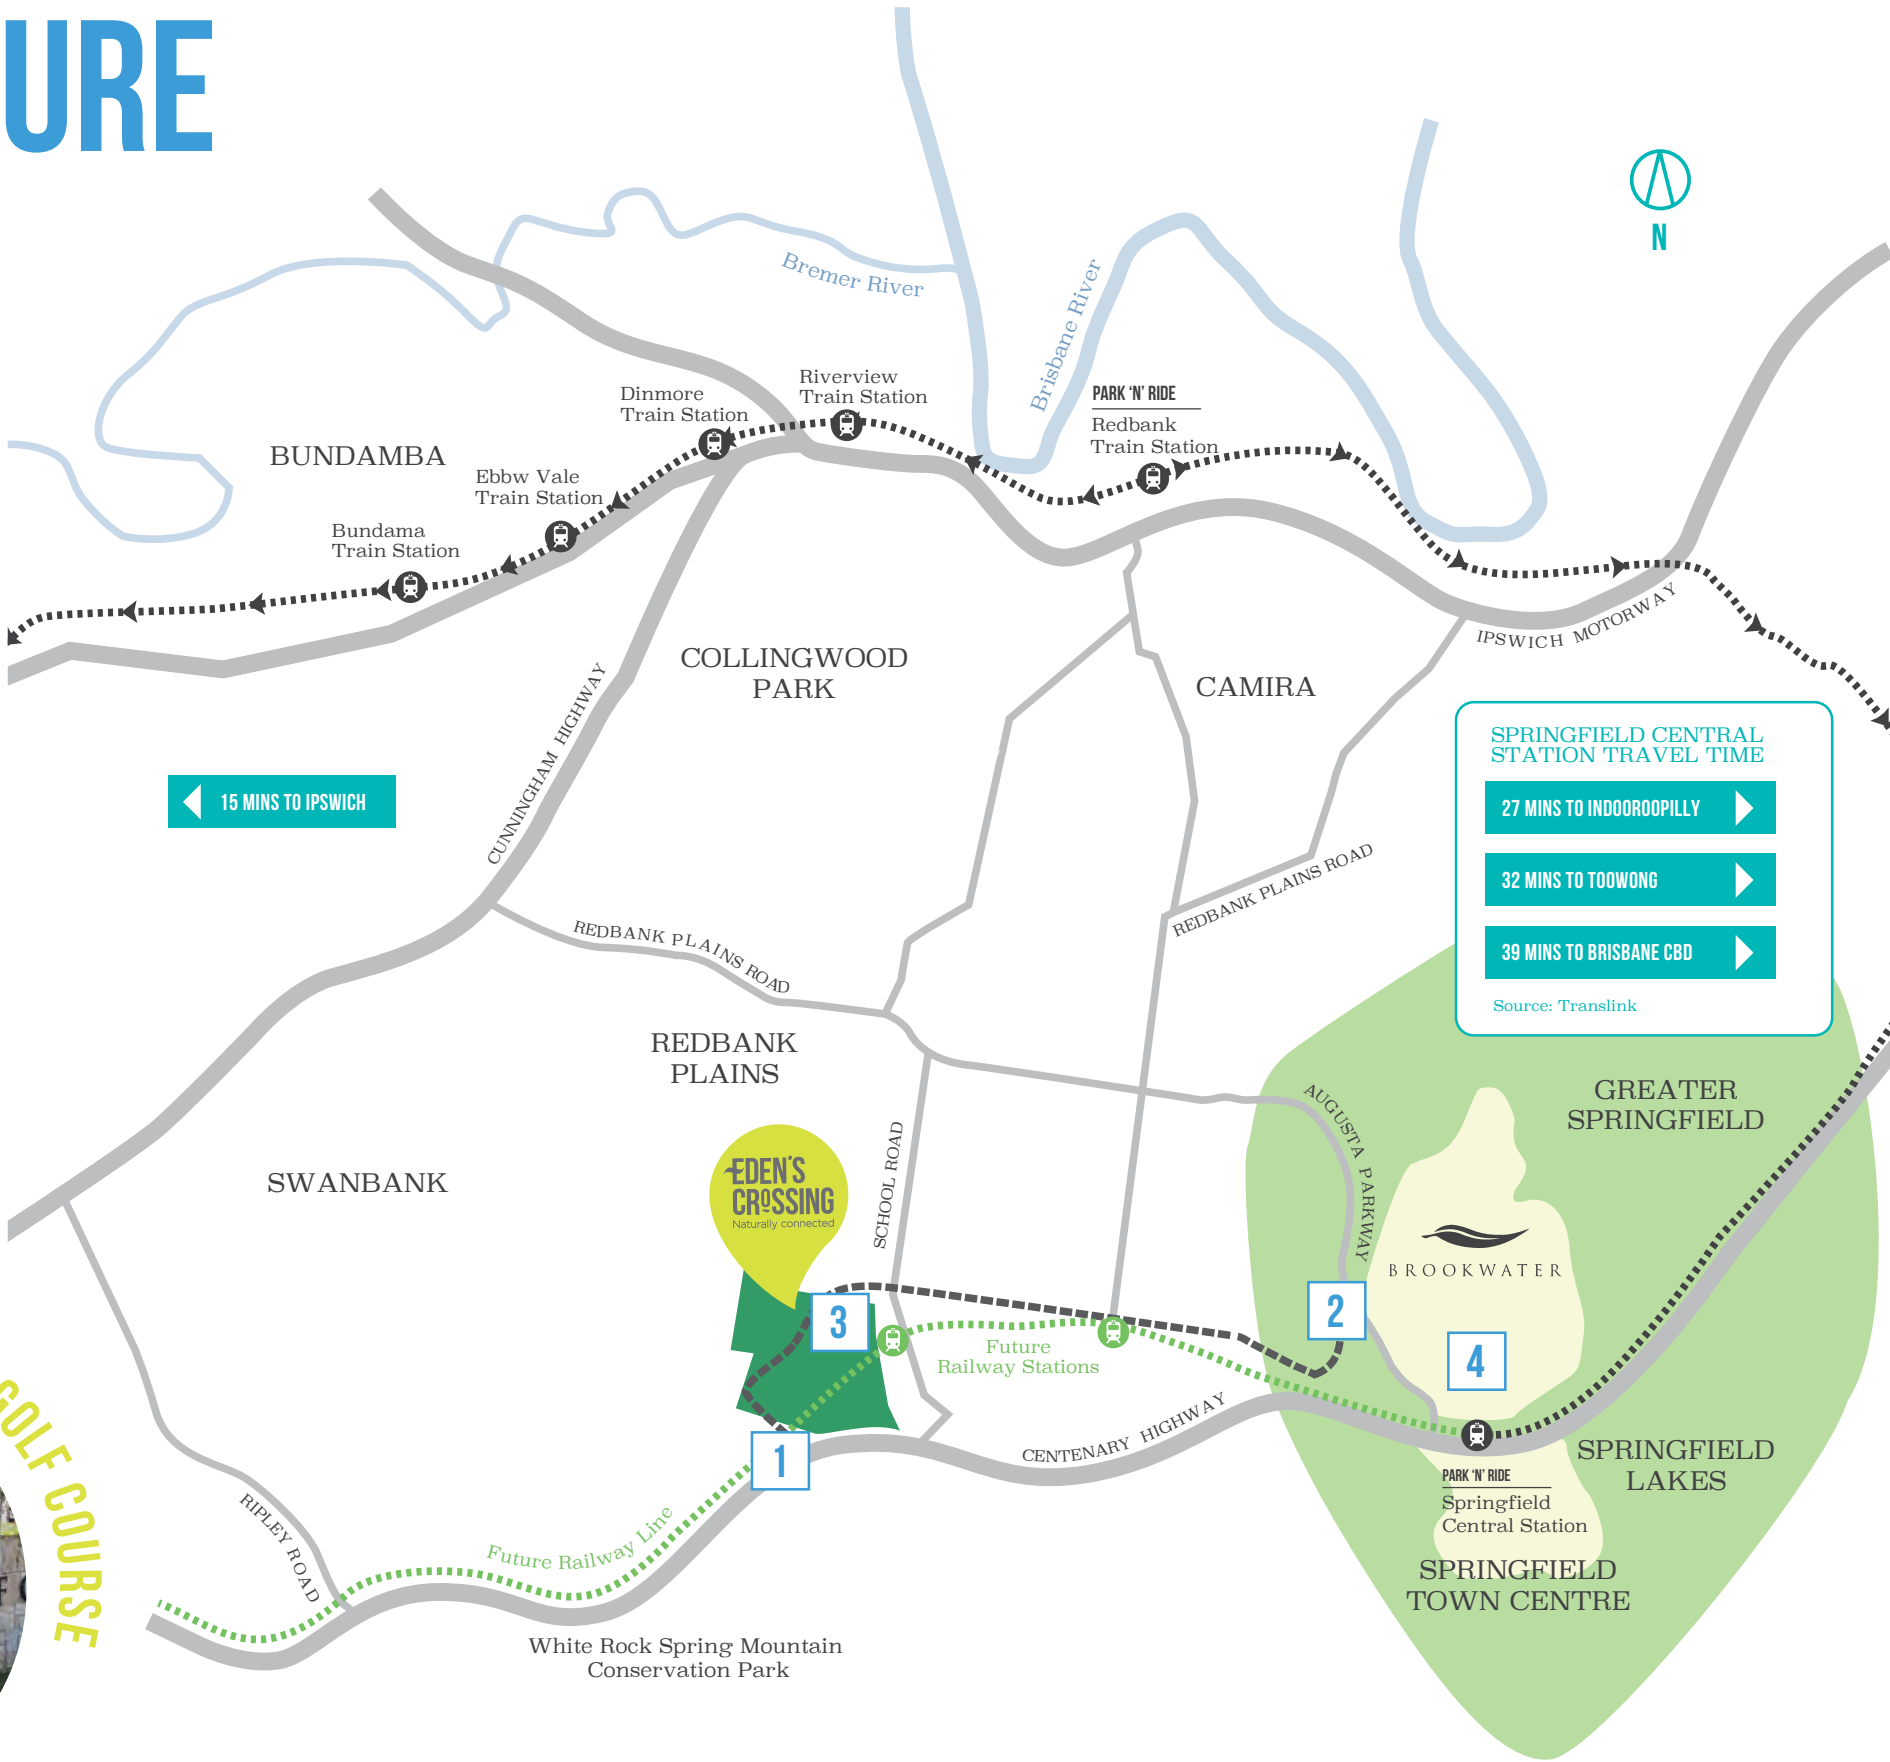 URE
N
Bremer River
Brisbane River
Riverview
Train Station
Dinmore
Train Station
PARK 'N' RIDE
Redbank
Train Station
BUNDAMBA
Ebbw Vale
Train Station
Bundama
Train Station
IPSWICH MOTORWAY
COLLINGWOOD
PARK
CAMIRA
CUNNINGHAM HIGHWAY
15 MINS TO IPSWICH
SPRINGFIELD CENTRAL
STATION TRAVEL TIME
27 MINS TO INDOOROOPILLY
32 MINS TO TOOWONG
39 MINS TO BRISBANE CBD
Source: Translink
REDBANK PLAINS ROAD
REDBANK PLAINS ROAD
REDBANK
PLAINS
GREATER
SPRINGFIELD
AUGUSTA PARKWAY
SWANBANK
EDEN'S
CROSSING
Naturally connected
SCHOOL ROAD
BROOKWATER
3
2
4
Future
Railway Stations
1
CENTENARY HIGHWAY
SPRINGFIELD
LAKES
PARK 'N' RIDE
Springfield
Central Station
SPRINGFIELD
TOWN CENTRE
RIPLEY ROAD
Future Railway Line
GOLF COURSE
White Rock Spring Mountain
Conservation Park